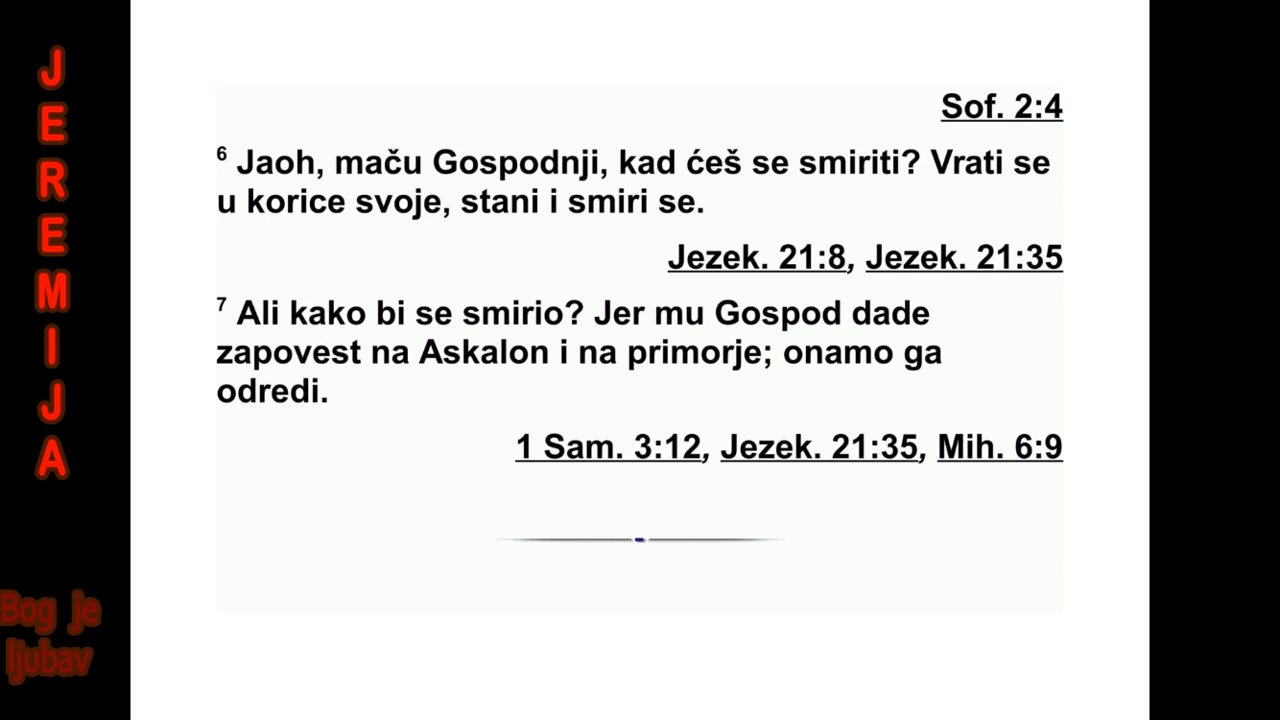 JEREMIJA
Bog je
ljubav
Sof. 2:4
6 Jaoh, maču Gospodnji, kad ćeš se smiriti? Vrati se
u korice svoje, stani i smiri se.
Jezek. 21:8, Jezek. 21:35
7 Ali kako bi se smirio? Jer mu Gospod dade
zapovest na Askalon i na primorje; onamo ga
odredi.
1 Sam. 3:12, Jezek. 21:35, Mih. 6:9